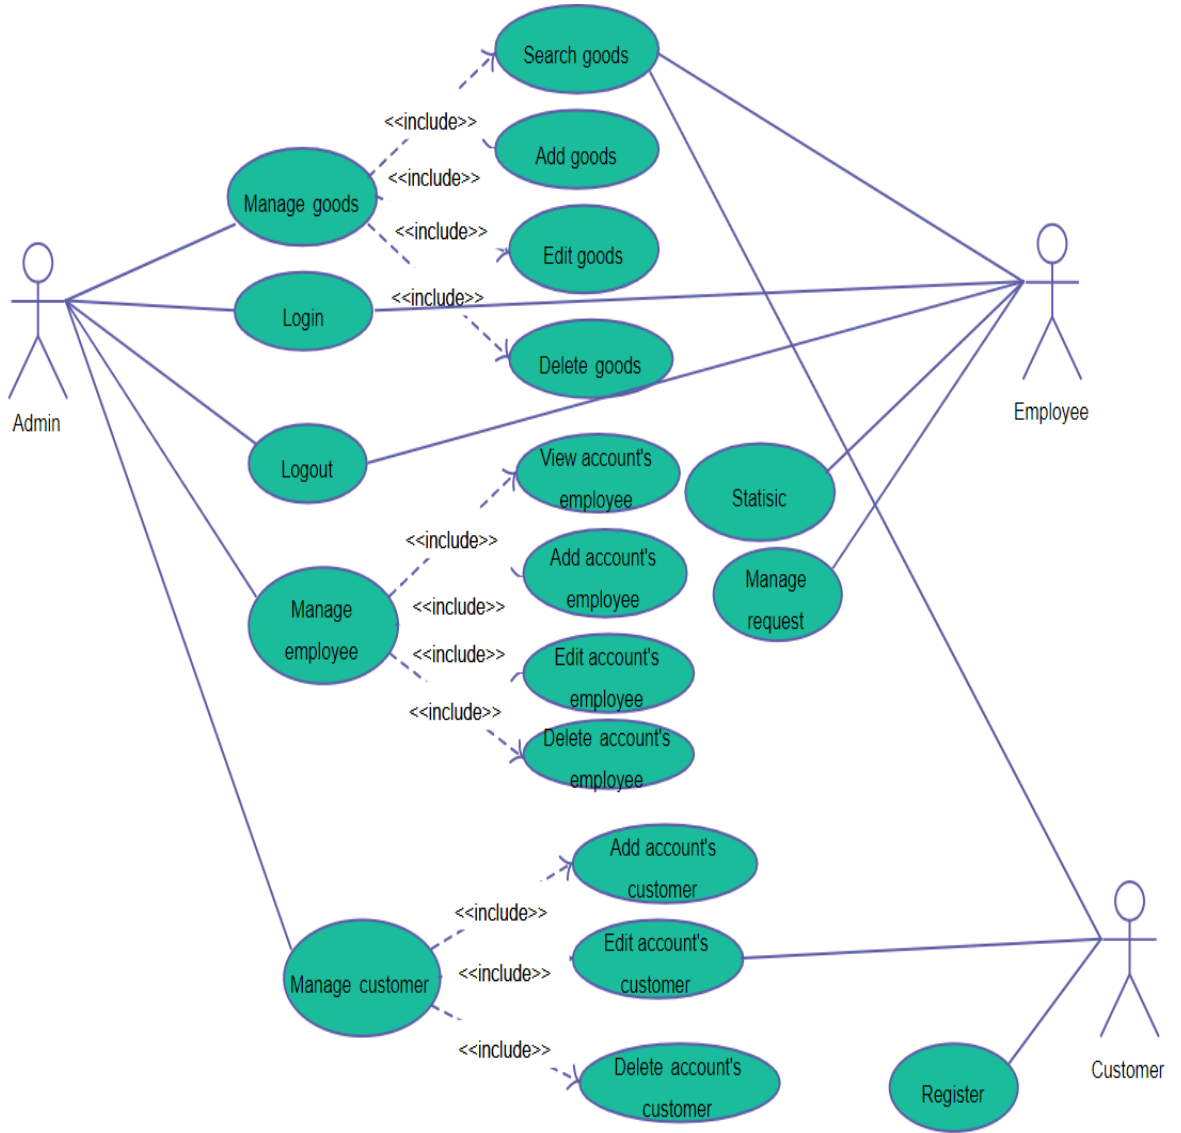 Search goods
<<include>>
Add goods
<<include>>
Manage goods
<<include>>
Edit goods
<<include>>
Login
Delete goods
Admin
Employee
Logout
View account's
employee
Statisic
<<include>>
Add account's
employee
Manage
request
Manage
employee
<<include>>
<<include>>
Edit account's
employee
<<include>>
Delete account's
employee
Add account's
customer
<<include>>
Edit account's
customer
<<include>>
Manage customer
<<include>>
Delete account's
customer
Customer
Register